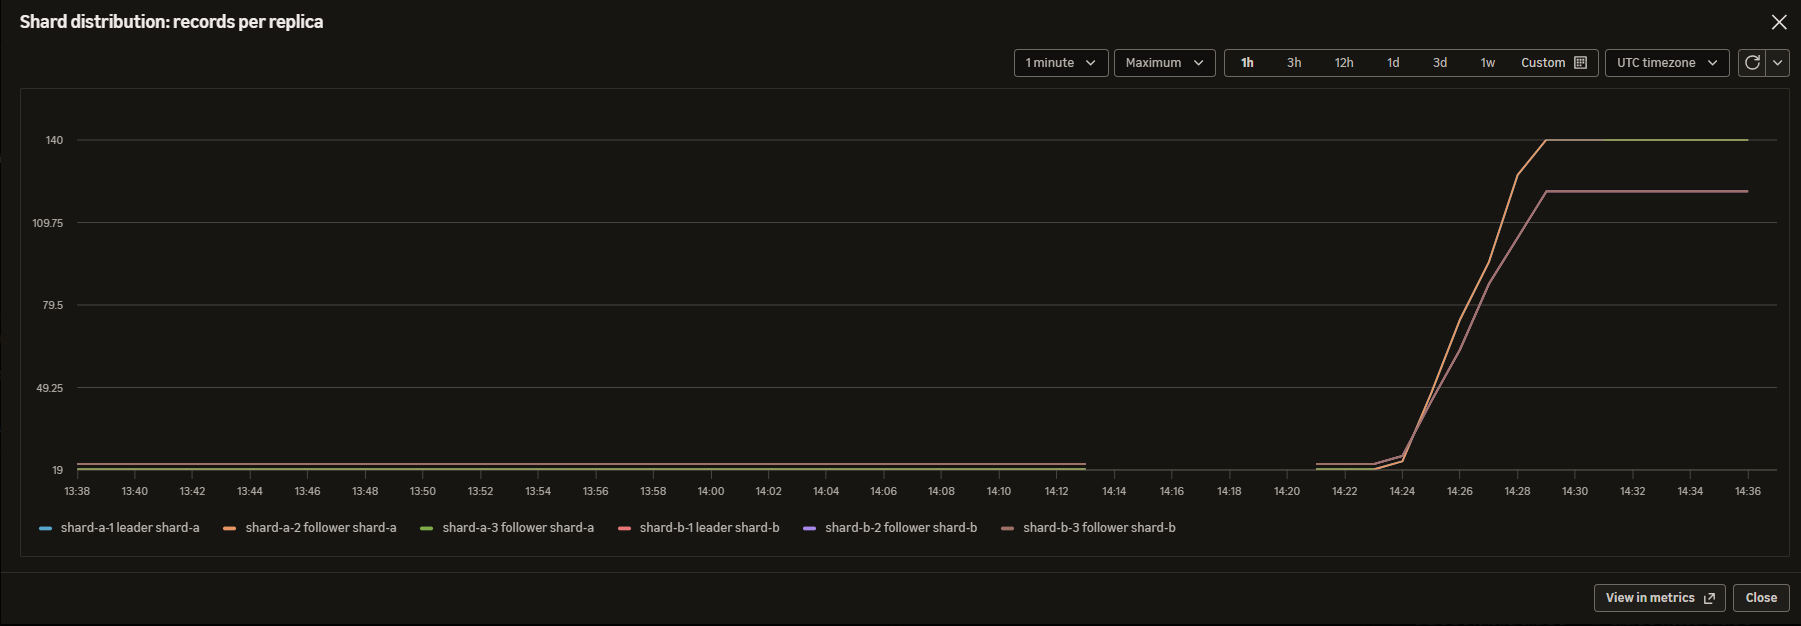 Shard distribution: records per replica
1 minute Maximum 1h 3h 12h 1d 3d 1w Custom UTC timezone
140
109.75
79.5
49.25
19
13:38 13:40 13:42 13:44 13:46 13:48 13:50 13:52 13:54 13:56 13:58 14:00 14:02 14:04 14:06 14:08 14:10 14:12 14:14 14:16 14:18 14:20 14:22 14:24 14:26 14:28 14:30 14:32 14:34 14:36
shard-a-1 leader shard-a shard-a-2 follower shard-a shard-a-3 follower shard-a shard-b-1 leader shard-b shard-b-2 follower shard-b shard-b-3 follower shard-b
View in metrics Close